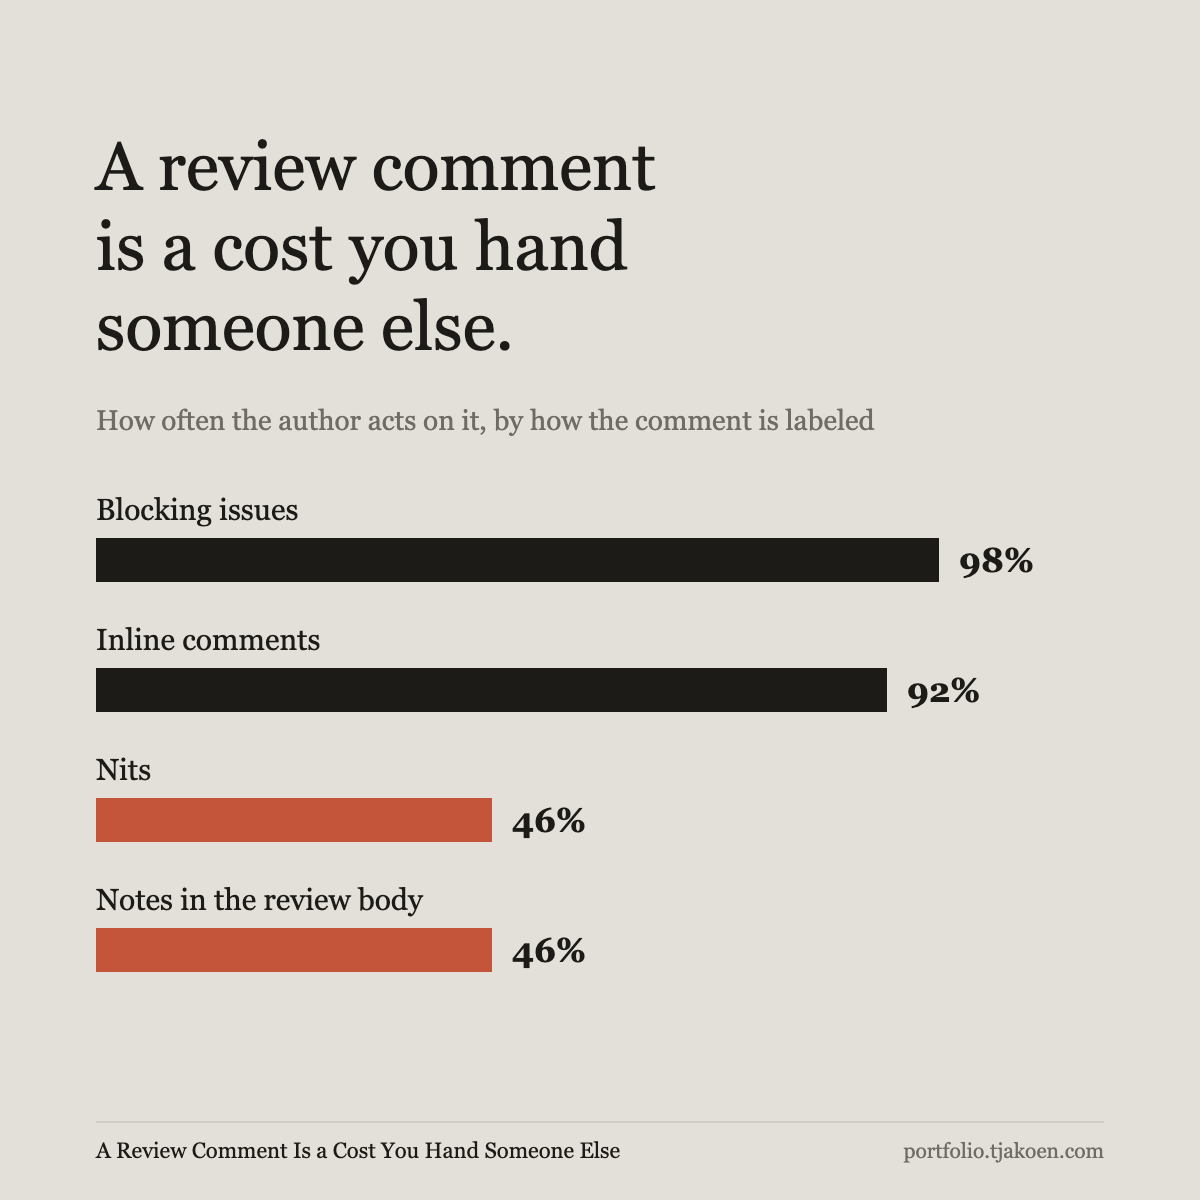 A review comment
is a cost you hand
someone else.
How often the author acts on it, by how the comment is labeled
Blocking issues
98%
Inline comments
92%
Nits
46%
Notes in the review body
46%
A Review Comment Is a Cost You Hand Someone Else
portfolio.tjakoen.com